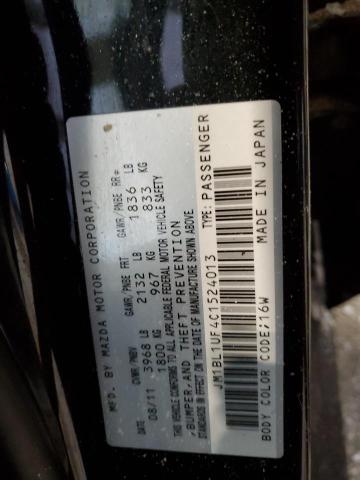 MFD. BY MAZDA MOTOR CORPORATION
DATE GVWR/PNBV GAWR/PNBE FRT GAWR/PNBE RR*
08/11 3968 LB 2132 LB 1836 LB
1800 KG 967 KG 833 KG
THIS VEHICLE CONFORMS TO ALL APPLICABLE FEDERAL MOTOR VEHICLE SAFETY
/BUMPER/AND THEFT PREVENTION
STANDARDS IN EFFECT ON THE DATE OF MANUFACTURE SHOWN ABOVE.
JM1BL1UF4C1524013 TYPE: PASSENGER
BODY COLOR CODE;16W MADE IN JAPAN